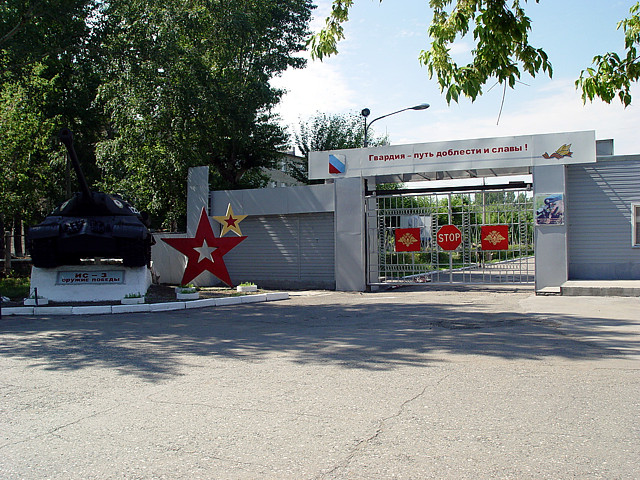 Гвардия - путь доблести и славы !
ИС - 3
оружие победы
STOP